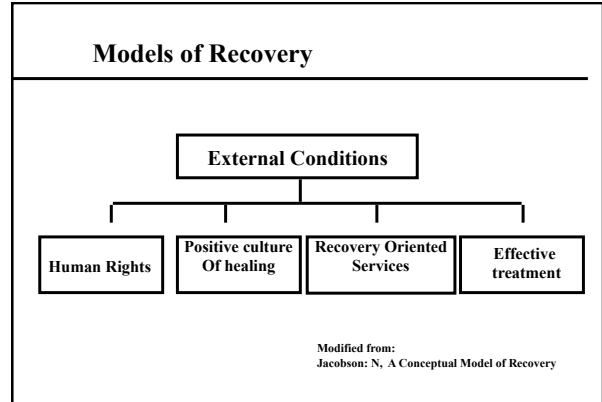 Models of Recovery
External Conditions
Human Rights
Positive culture
Of healing
Recovery Oriented
Services
Effective
treatment
Modified from:
Jacobson: N, A Conceptual Model of Recovery